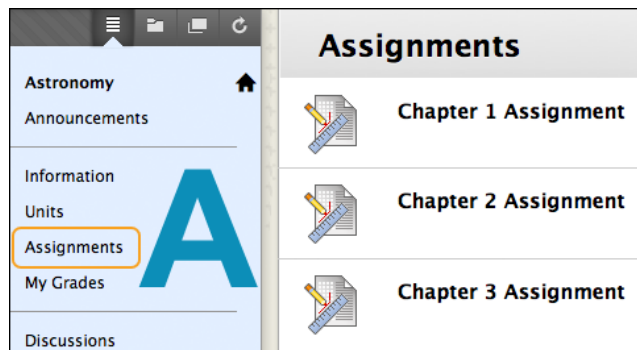 Astronomy
Announcements
Information
Units
Assignments
My Grades
Discussions
A
Assignments
Chapter 1 Assignment
Chapter 2 Assignment
Chapter 3 Assignment